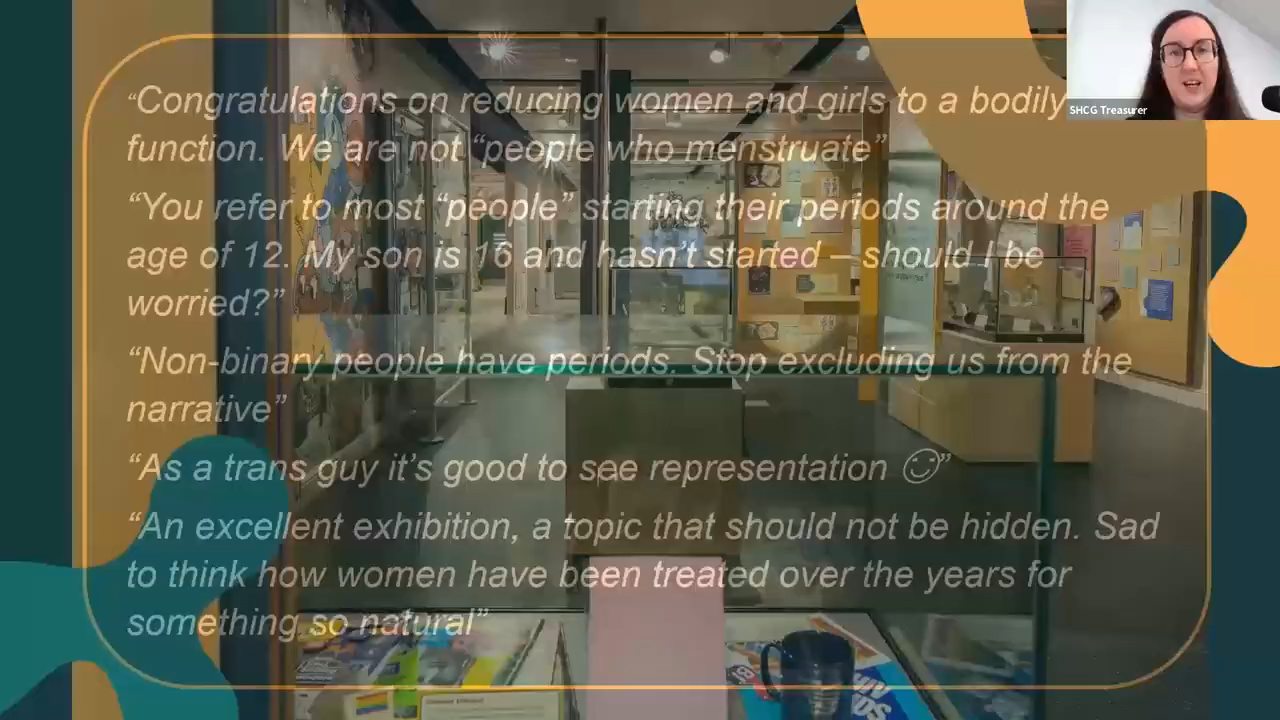 “Congratulations on reducing women and girls to a bodily
SHCG Treasurer
function. We are not “people who menstruate”
“You refer to most “people” starting their periods around the
age of 12. My son is 16 and hasn’t started – should I be
worried?”
“Non-binary people have periods. Stop excluding us from the
narrative”
“As a trans guy it’s good to see representation ☺”
“An excellent exhibition, a topic that should not be hidden. Sad
to think how women have been treated over the years for
something so natural”